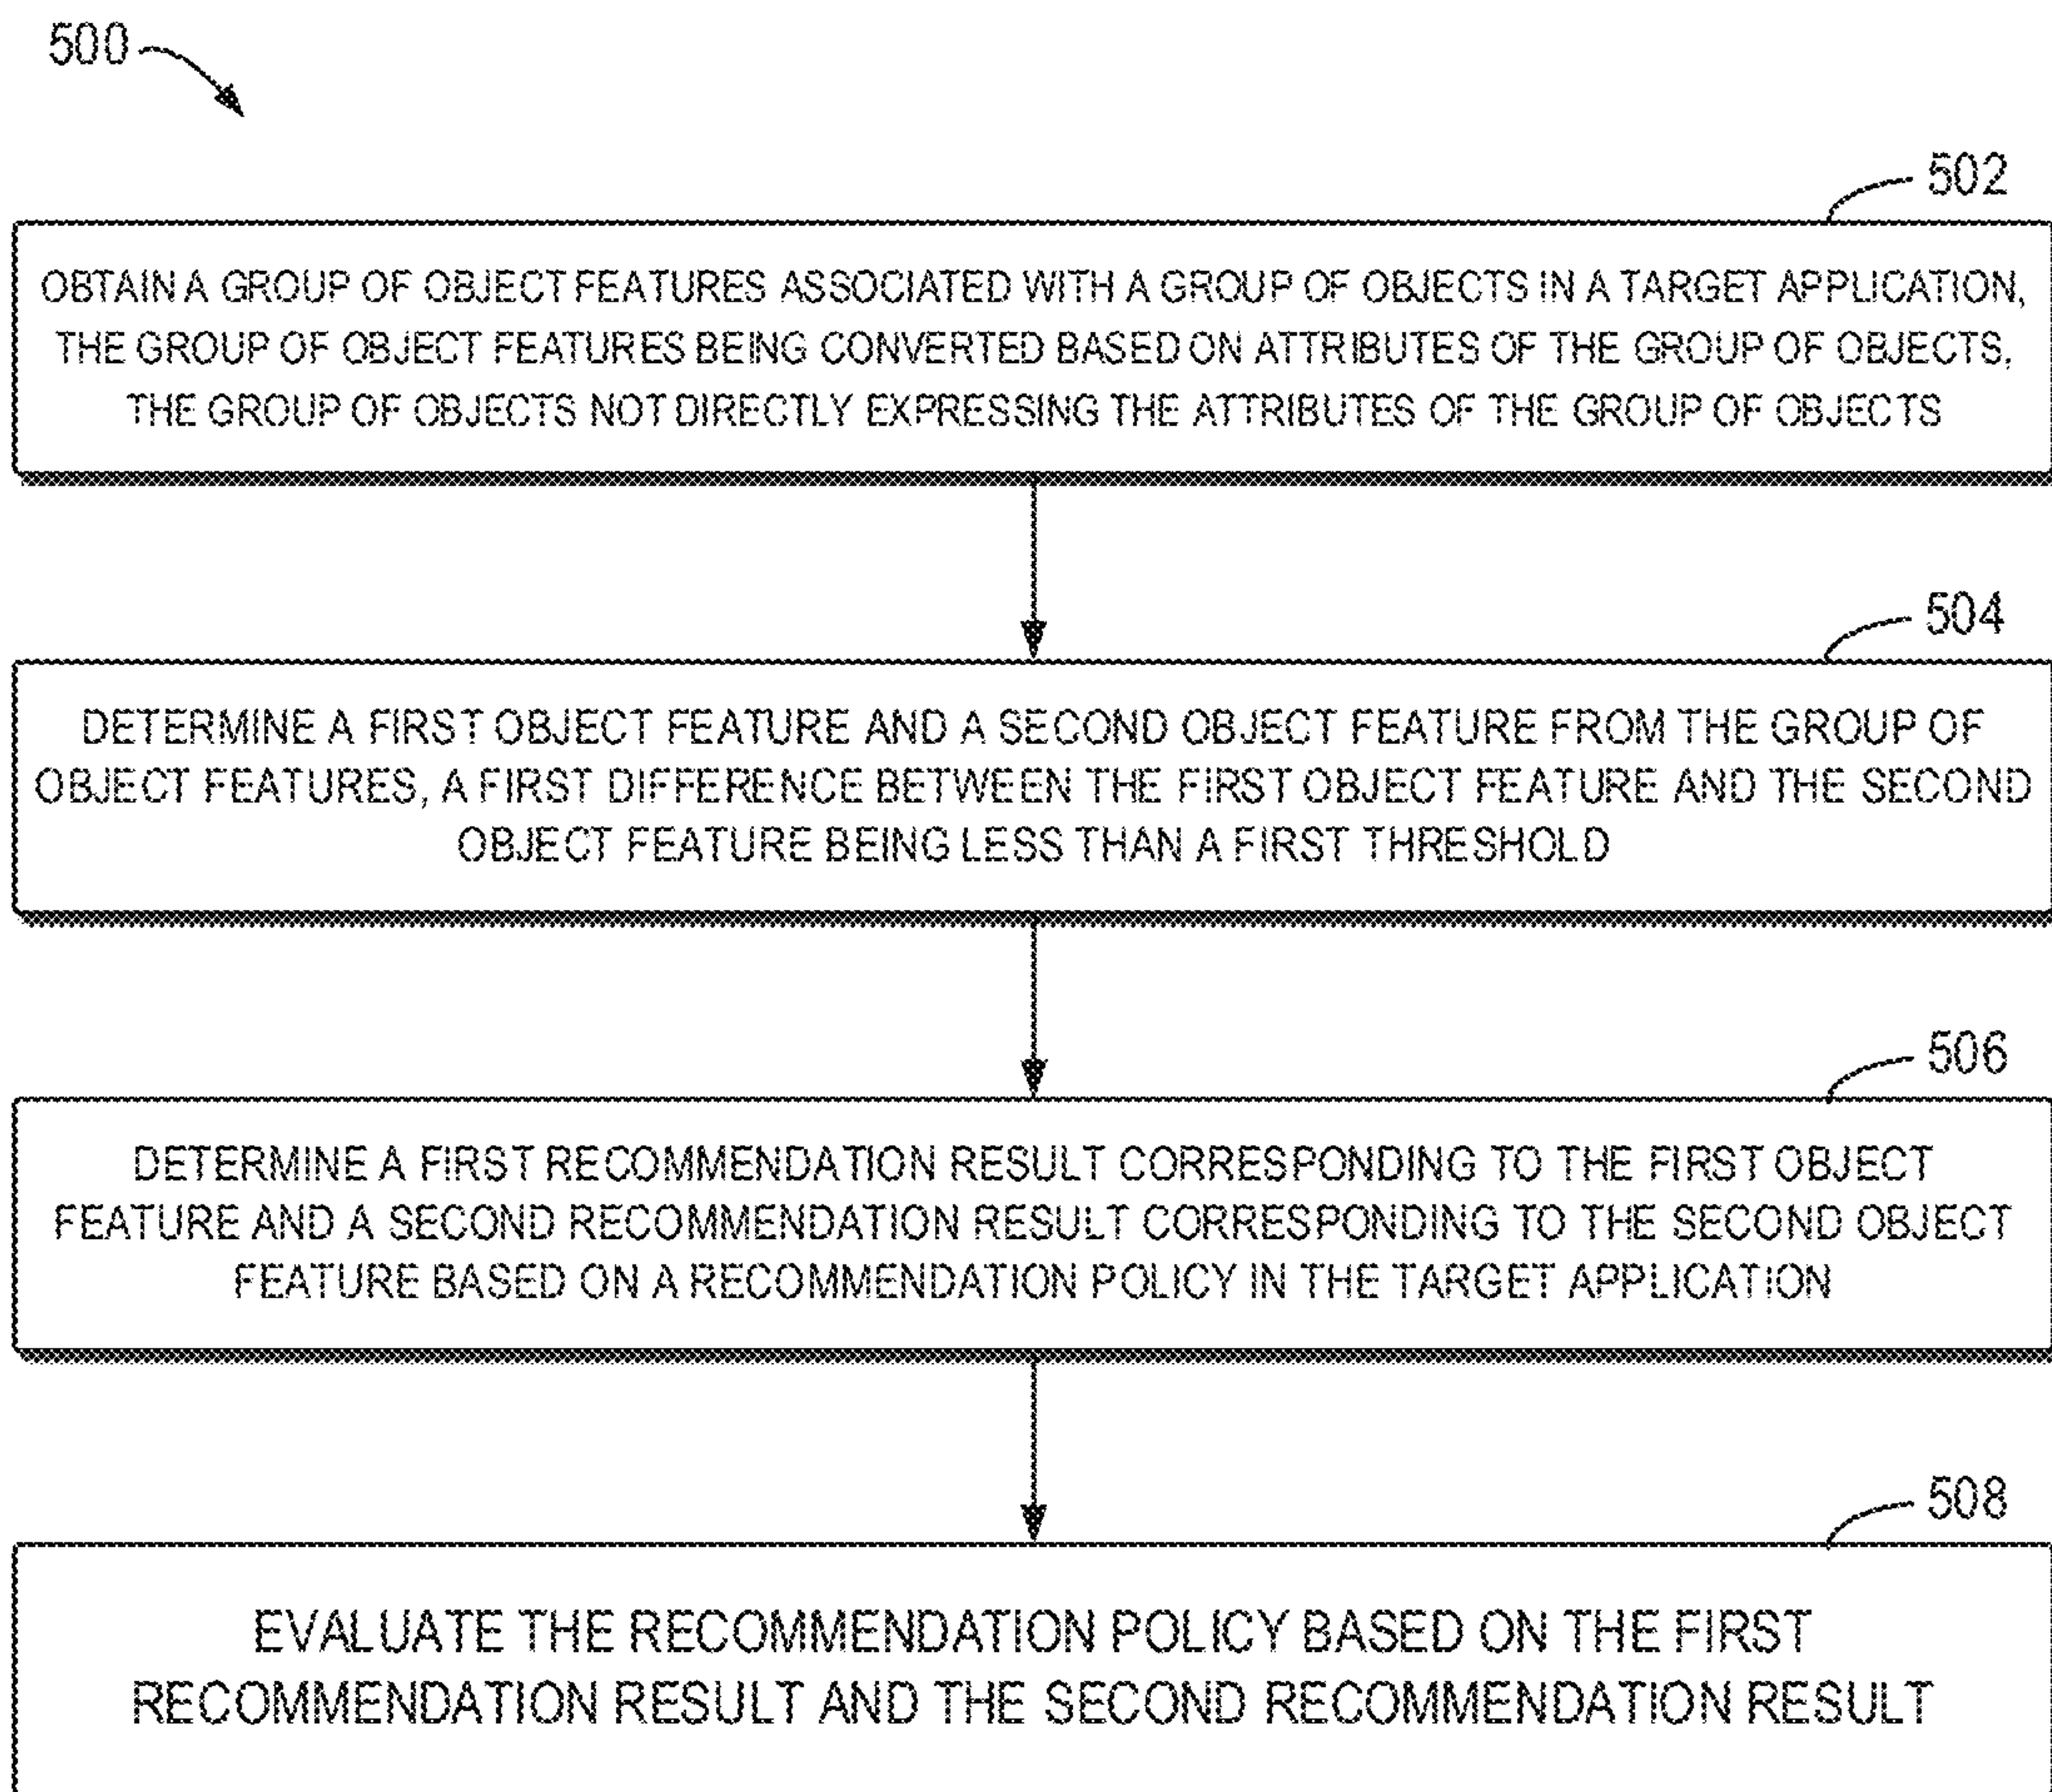 500
502
OBTAIN A GROUP OF OBJECT FEATURES ASSOCIATED WITH A GROUP OF OBJECTS IN A TARGET APPLICATION,
THE GROUP OF OBJECT FEATURES BEING CONVERTED BASED ON ATTRIBUTES OF THE GROUP OF OBJECTS,
THE GROUP OF OBJECTS NOT DIRECTLY EXPRESSING THE ATTRIBUTES OF THE GROUP OF OBJECTS
504
DETERMINE A FIRST OBJECT FEATURE AND A SECOND OBJECT FEATURE FROM THE GROUP OF
OBJECT FEATURES, A FIRST DIFFERENCE BETWEEN THE FIRST OBJECT FEATURE AND THE SECOND
OBJECT FEATURE BEING LESS THAN A FIRST THRESHOLD
506
DETERMINE A FIRST RECOMMENDATION RESULT CORRESPONDING TO THE FIRST OBJECT
FEATURE AND A SECOND RECOMMENDATION RESULT CORRESPONDING TO THE SECOND OBJECT
FEATURE BASED ON A RECOMMENDATION POLICY IN THE TARGET APPLICATION
508
EVALUATE THE RECOMMENDATION POLICY BASED ON THE FIRST
RECOMMENDATION RESULT AND THE SECOND RECOMMENDATION RESULT